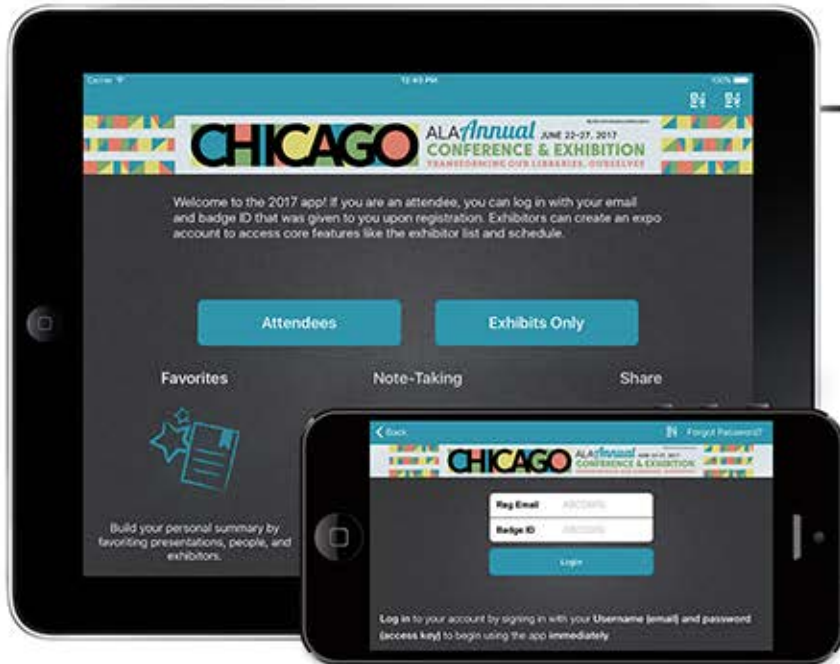 Carrier
12:40 PM
100%
CHICAGO
ALA Annual JUNE 22–27, 2017
CONFERENCE & EXHIBITION
TRANSFORMING OUR LIBRARIES, OURSELVES
Welcome to the 2017 app! If you are an attendee, you can log in with your email
and badge ID that was given to you upon registration. Exhibitors can create an expo
account to access core features like the exhibitor list and schedule.
Attendees
Exhibits Only
Favorites
Note-Taking
Share
Build your personal summary by
favoriting presentations, people, and
exhibitors.
Back
Forgot Password?
CHICAGO
ALA Annual JUNE 22-27, 2017
CONFERENCE & EXHIBITION
Reg Email
Badge ID
Login
Log in to your account by signing in with your Username (email) and password
(access key) to begin using the app immediately.